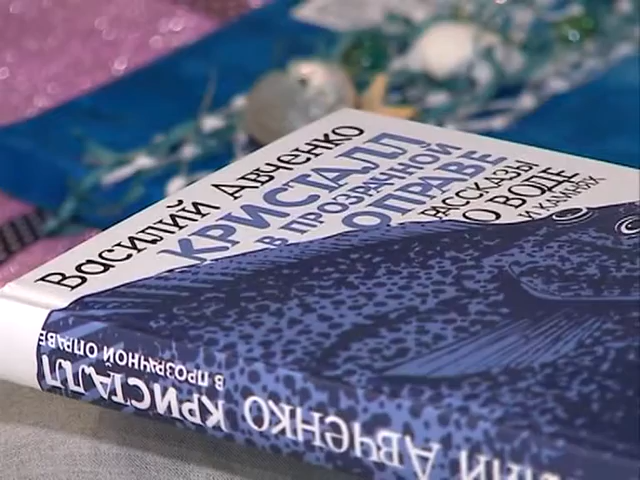 Василий Авченко
КРИСТАЛЛ
В ПРОЗРАЧНОЙ
ОПРАВЕ
РАССКАЗЫ
О ВОДЕ
И КАМНЯХ
АВЧЕНКО КРИСТАЛЛ
В ПРОЗРАЧНОЙ ОПРАВЕ